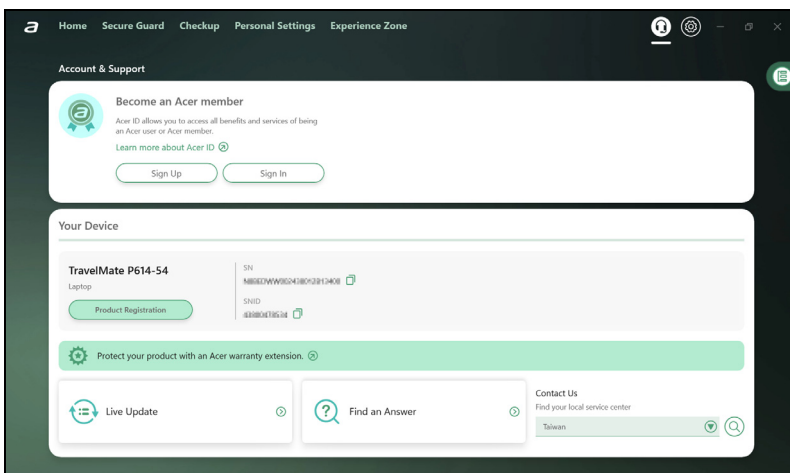 Home Secure Guard Checkup Personal Settings Experience Zone
Account & Support
Become an Acer member
Acer ID allows you to access all benefits and services of being
an Acer user or Acer member.
Learn more about Acer ID
Sign Up Sign In
Your Device
TravelMate P614-54
Laptop
Product Registration
SN
SNID
Protect your product with an Acer warranty extension.
Live Update
Find an Answer
Contact Us
Find your local service center
Taiwan